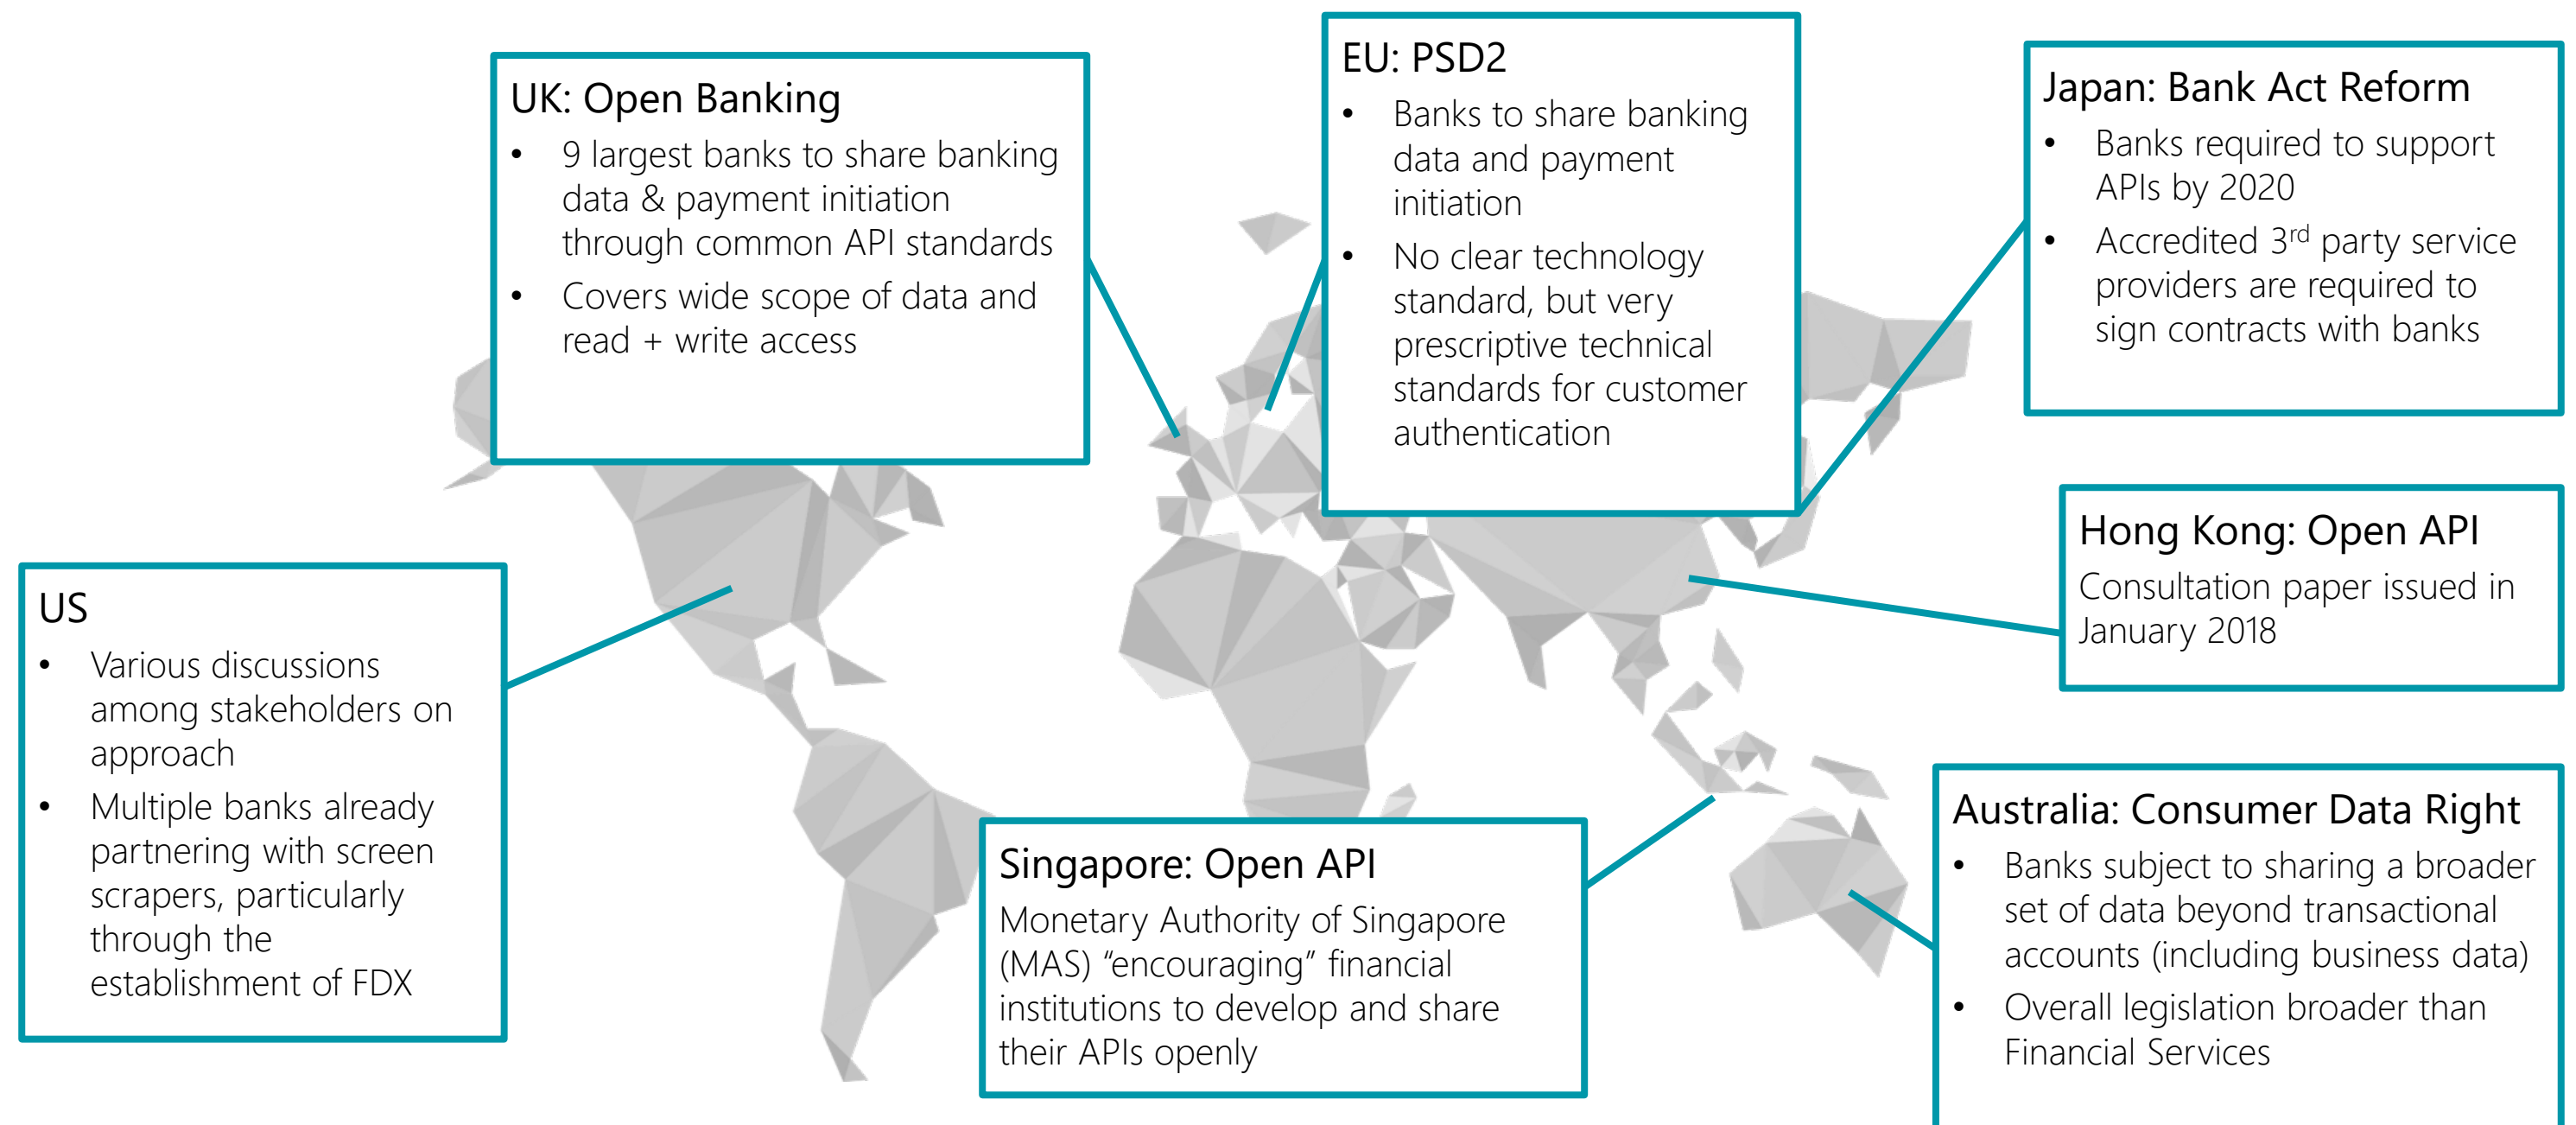 UK: Open Banking
• 9 largest banks to share banking
data & payment initiation
through common API standards
• Covers wide scope of data and
read + write access
EU: PSD2
• Banks to share banking
data and payment
initiation
• No clear technology
standard, but very
prescriptive technical
standards for customer
authentication
Japan: Bank Act Reform
• Banks required to support
APIs by 2020
• Accredited 3rd party service
providers are required to
sign contracts with banks
Hong Kong: Open API
Consultation paper issued in
January 2018
US
• Various discussions
among stakeholders on
approach
• Multiple banks already
partnering with screen
scrapers, particularly
through the
establishment of FDX
Singapore: Open API
Monetary Authority of Singapore
(MAS) “encouraging” financial
institutions to develop and share
their APIs openly
Australia: Consumer Data Right
• Banks subject to sharing a broader
set of data beyond transactional
accounts (including business data)
• Overall legislation broader than
Financial Services